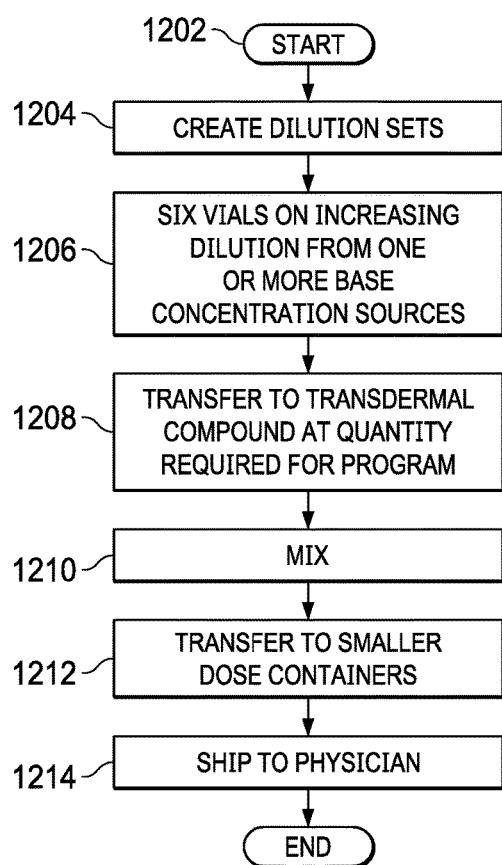 1202
START
1204
CREATE DILUTION SETS
1206
SIX VIALS ON INCREASING
DILUTION FROM ONE
OR MORE BASE
CONCENTRATION SOURCES
1208
TRANSFER TO TRANSDERMAL
COMPOUND AT QUANTITY
REQUIRED FOR PROGRAM
1210
MIX
1212
TRANSFER TO SMALLER
DOSE CONTAINERS
1214
SHIP TO PHYSICIAN
END